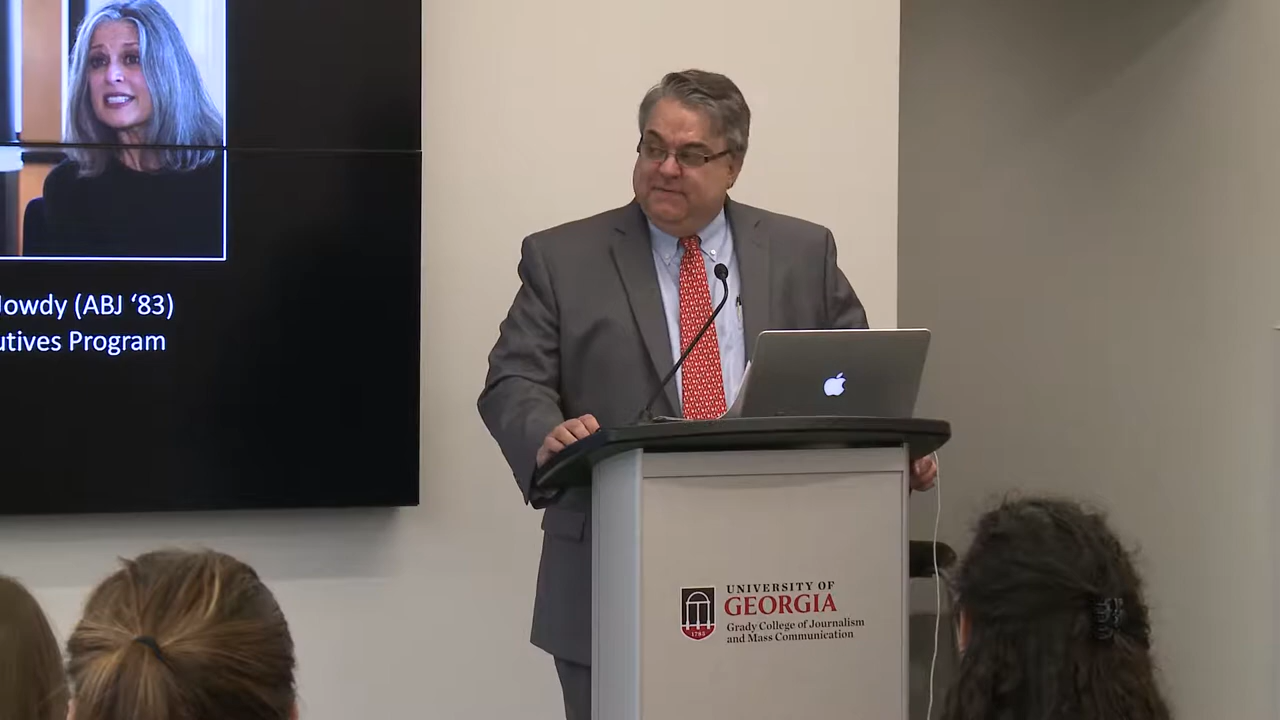 Jowdy (ABJ ‘83)
utives Program
UNIVERSITY OF
GEORGIA
Grady College of Journalism
and Mass Communication
1785